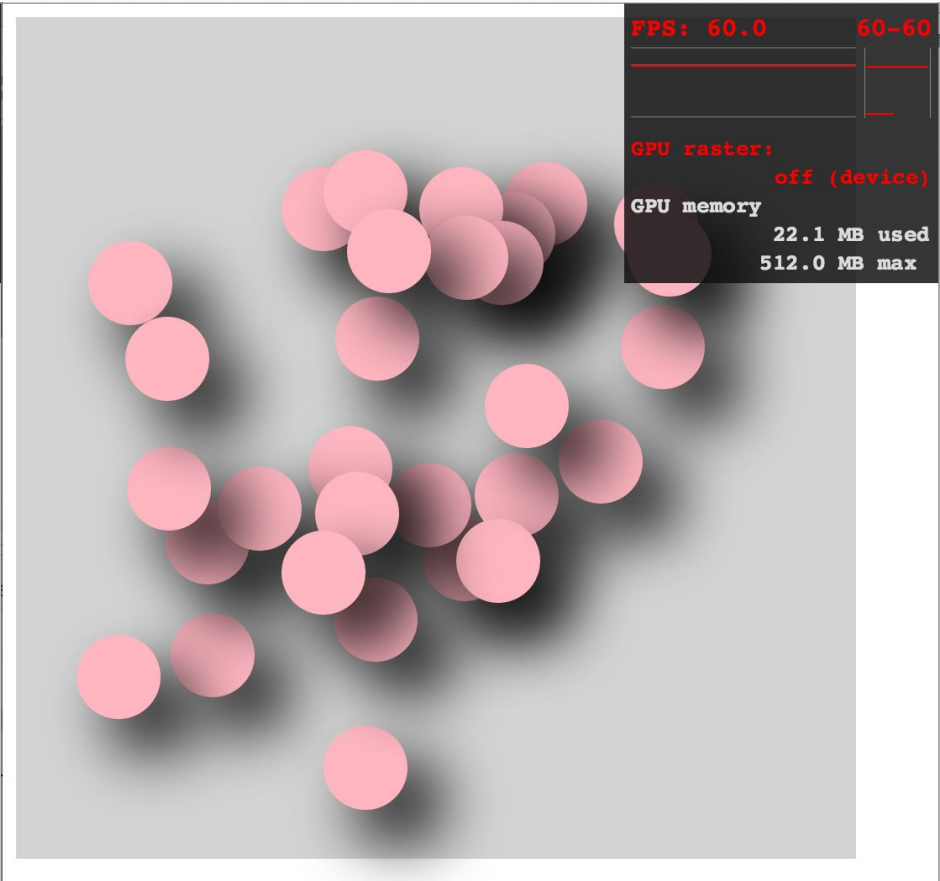 FPS: 60.0 60-60
GPU raster:
off (device)
GPU memory
22.1 MB used
512.0 MB max